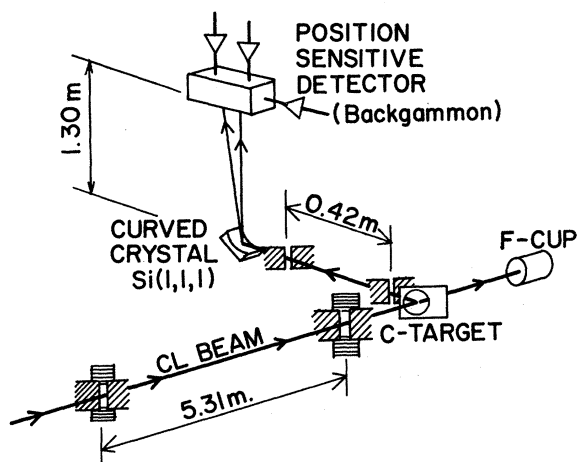 POSITION
SENSITIVE
DETECTOR
(Backgammon)
1.30m
0.42m.
CURVED
CRYSTAL
Si(1,1,1)
F-CUP
C-TARGET
CL BEAM
5.31m.